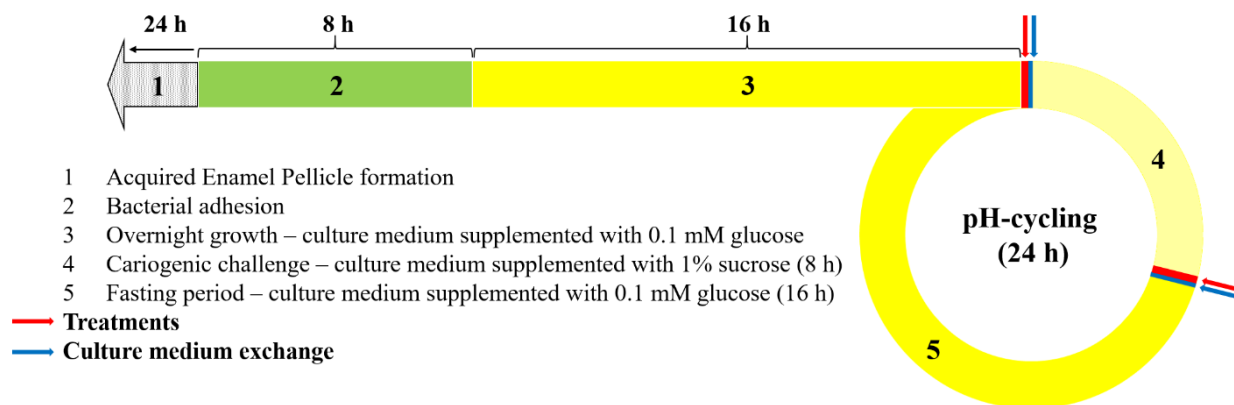 24 h
8 h
16 h
1
2
3
4
5
pH-cycling
(24 h)
1 Acquired Enamel Pellicle formation
2 Bacterial adhesion
3 Overnight growth – culture medium supplemented with 0.1 mM glucose
4 Cariogenic challenge – culture medium supplemented with 1% sucrose (8 h)
5 Fasting period – culture medium supplemented with 0.1 mM glucose (16 h)
Treatments
Culture medium exchange